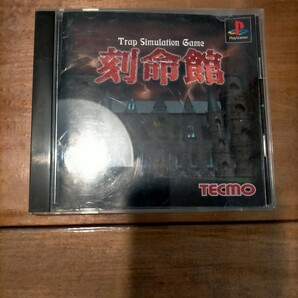 Trap Simulation Game
刻命館
PlayStation
TECMO